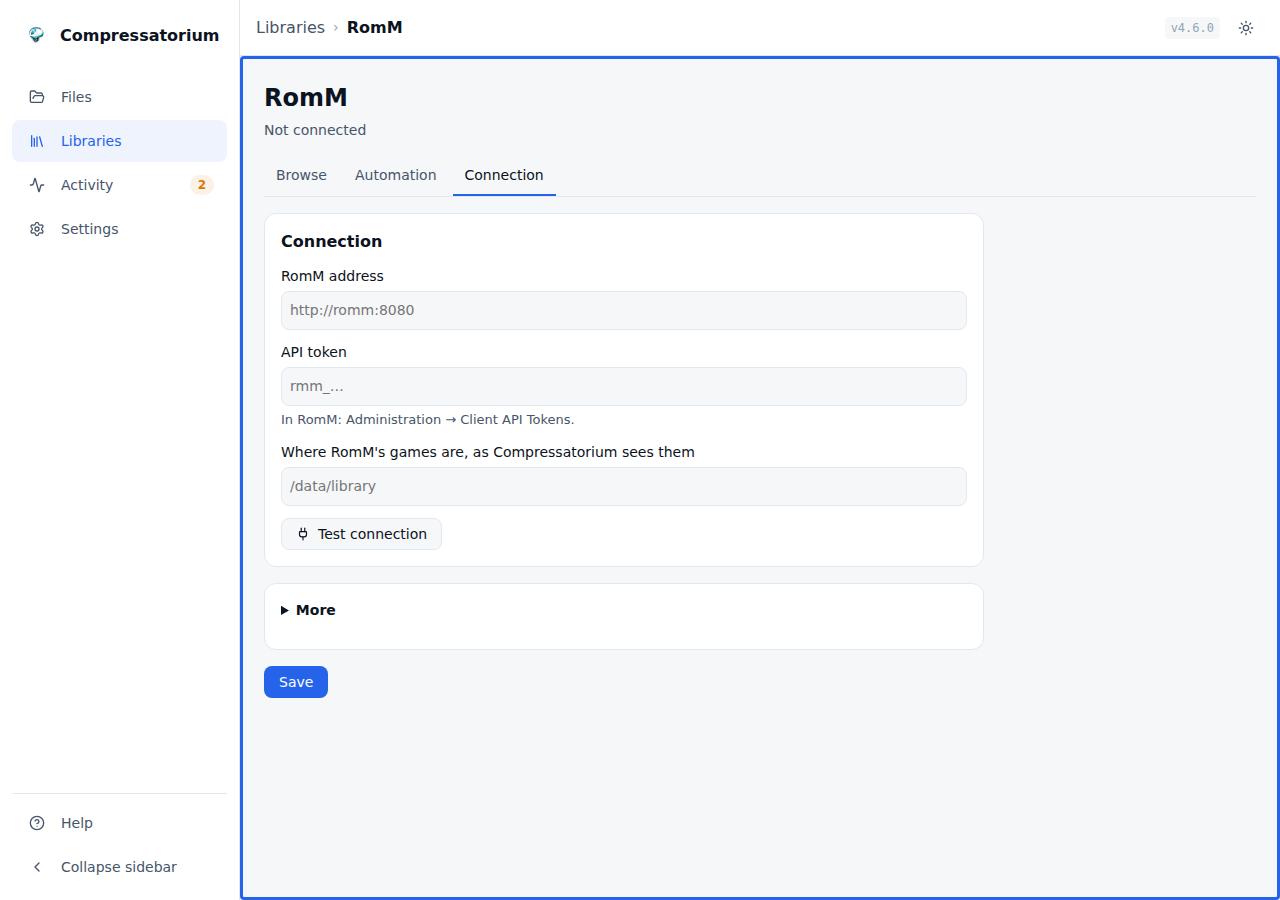 Compressatorium
Libraries › RomM
v4.6.0
Files
Libraries
Activity
2
Settings
RomM
Not connected
Browse
Automation
Connection
Connection
RomM address
http://romm:8080
API token
rmm_...
In RomM: Administration → Client API Tokens.
Where RomM's games are, as Compressatorium sees them
/data/library
Test connection
More
Save
Help
Collapse sidebar